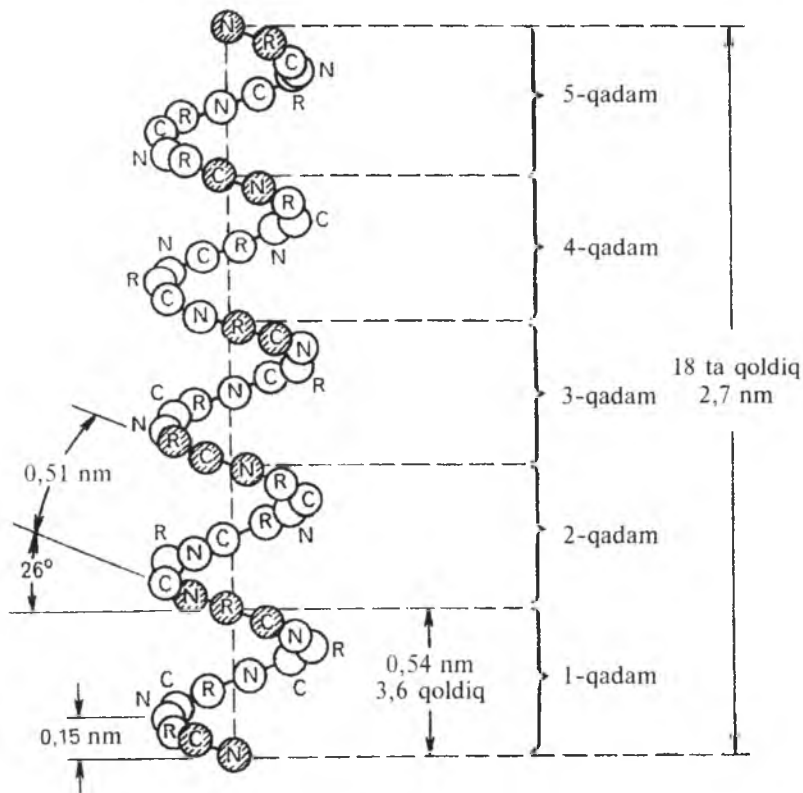 N
R
C N
5-qadam
R N C R
C
N R
C N
R
C
4-qadam
N C R N
R
C
N R C N
18 ta qoldiq
2,7 nm
3-qadam
C R N C R
N R
C N
0,51 nm
R C
2-qadam
R N C R N
26°
C N R C N
R
0,54 nm
3,6 qoldiq
1-qadam
C R N C
N
0,15 nm
R C N